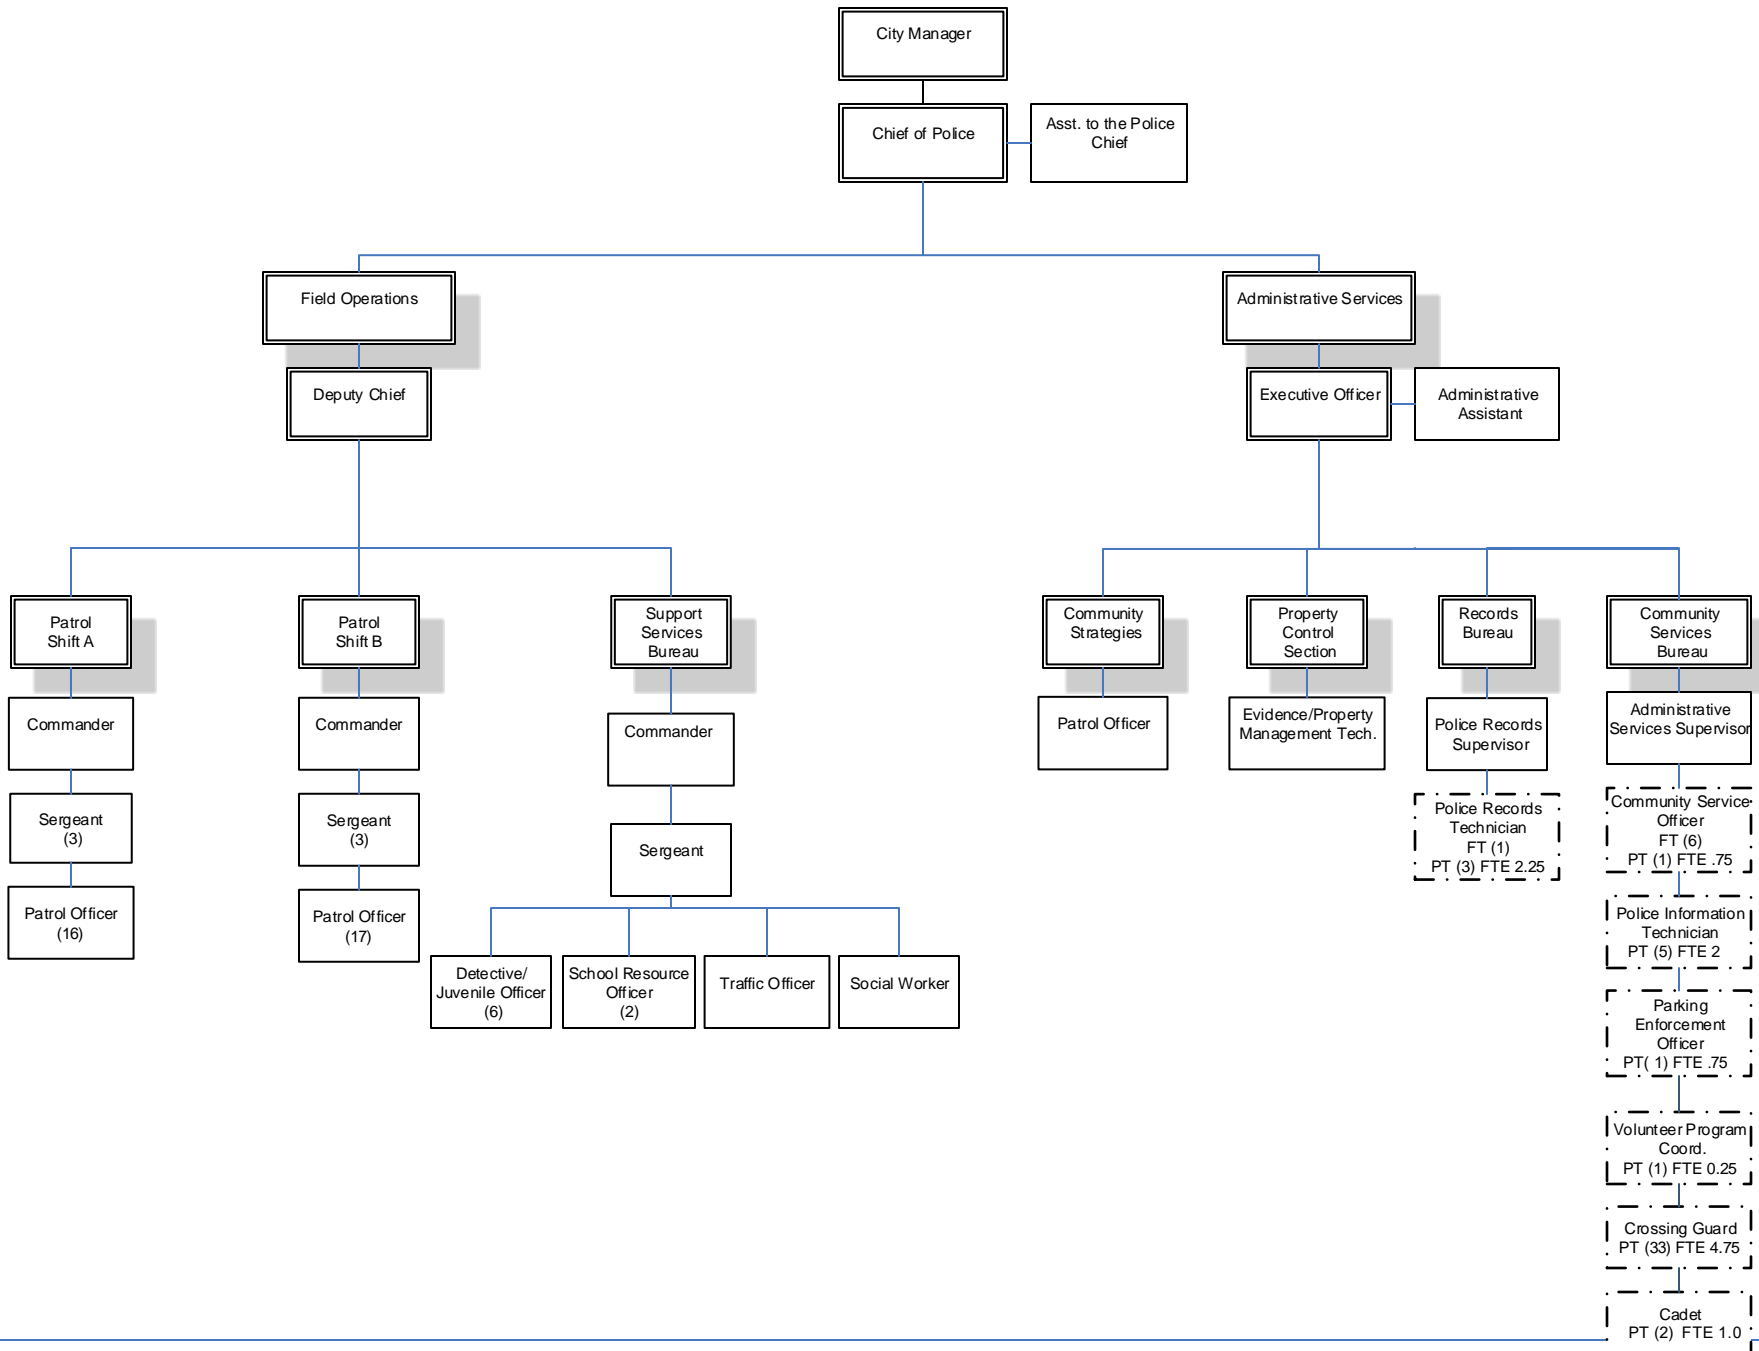 City Manager
Chief of Police
Asst. to the Police
Chief
Field Operations
Administrative Services
Deputy Chief
Executive Officer
Administrative
Assistant
Patrol
Shift A
Patrol
Shift B
Support
Services
Bureau
Community
Strategies
Property
Control
Section
Records
Bureau
Community
Services
Bureau
Commander
Commander
Commander
Patrol Officer
Evidence/Property
Management Tech.
Police Records
Supervisor
Administrative
Services Supervisor
Sergeant
(3)
Sergeant
(3)
Sergeant
Police Records
Technician
FT (1)
PT (3) FTE 2.25
Community Service
Officer
FT (6)
PT (1) FTE .75
Patrol Officer
(16)
Patrol Officer
(17)
Police Information
Technician
PT (5) FTE 2
Detective/
Juvenile Officer
(6)
School Resource
Officer
(2)
Traffic Officer
Social Worker
Parking
Enforcement
Officer
PT( 1) FTE .75
Volunteer Program
Coord.
PT (1) FTE 0.25
Crossing Guard
PT (33) FTE 4.75
Cadet
PT (2) FTE 1.0